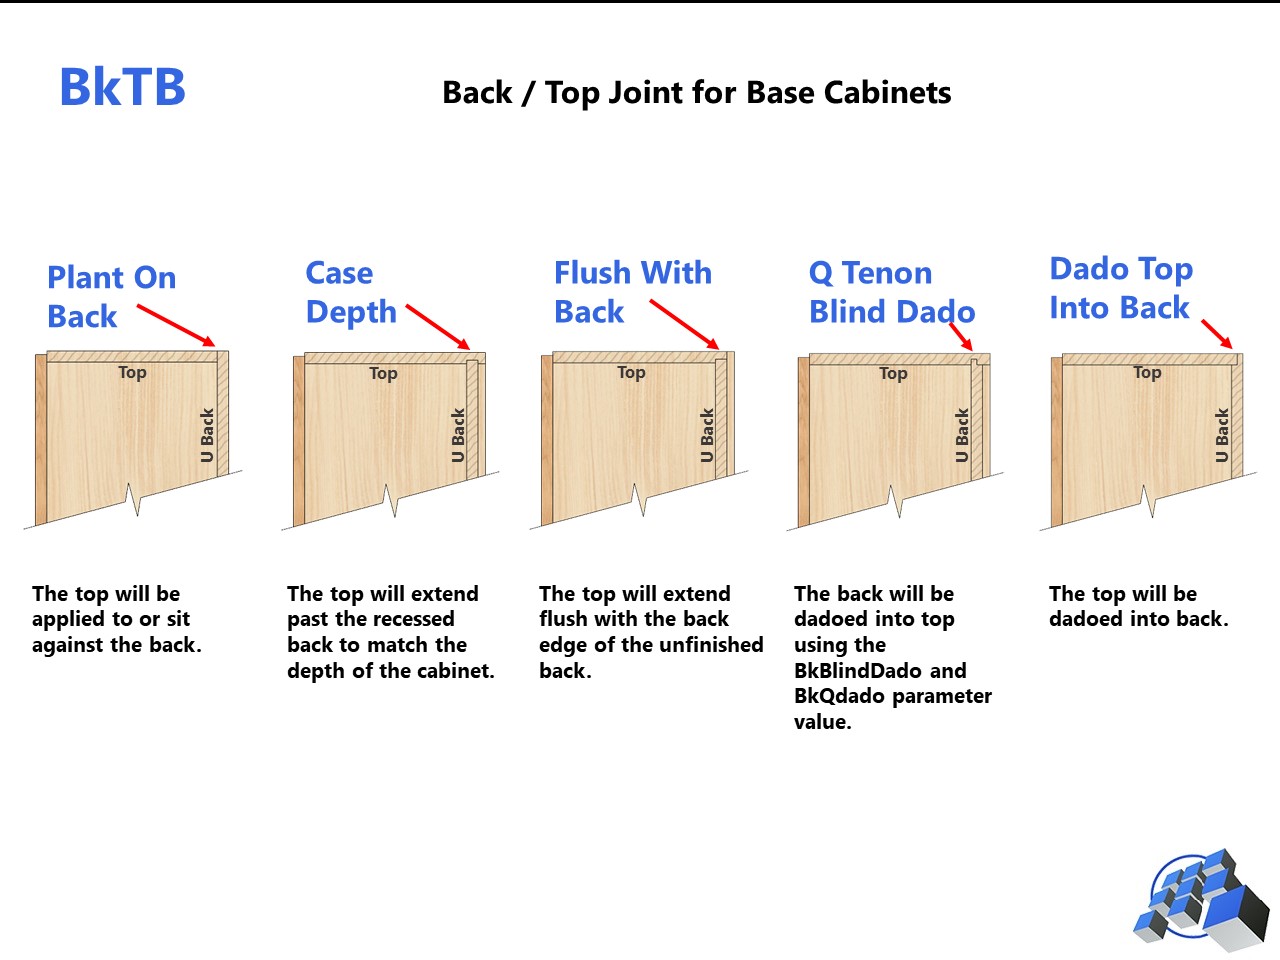 BkTB
Back / Top Joint for Base Cabinets
Plant On
Back
Top
U Back
The top will be
applied to or sit
against the back.
Case
Depth
Top
U Back
The top will extend
past the recessed
back to match the
depth of the cabinet.
Flush With
Back
Top
U Back
The top will extend
flush with the back
edge of the unfinished
back.
Q Tenon
Blind Dado
Top
U Back
The back will be
dadoed into top
using the
BkBlindDado and
BkQdado parameter
value.
Dado Top
Into Back
Top
U Back
The top will be
dadoed into back.